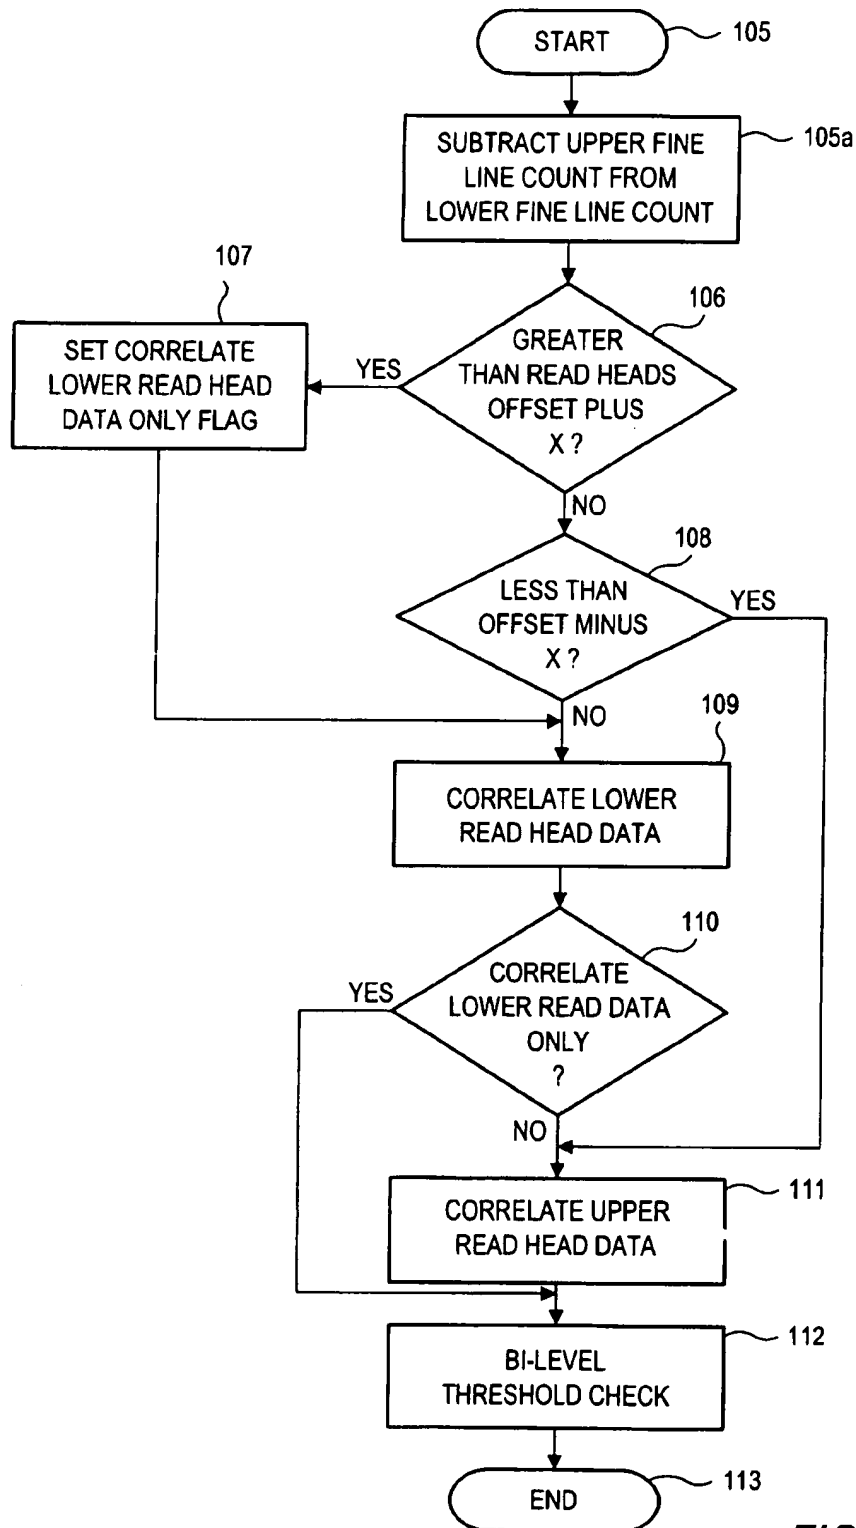 START
105
SUBTRACT UPPER FINE
LINE COUNT FROM
LOWER FINE LINE COUNT
105a
107
SET CORRELATE
LOWER READ HEAD
DATA ONLY FLAG
YES
106
GREATER
THAN READ HEADS
OFFSET PLUS
X ?
NO
108
LESS THAN
OFFSET MINUS
X ?
YES
NO
109
CORRELATE LOWER
READ HEAD DATA
110
CORRELATE
LOWER READ DATA
ONLY
?
YES
NO
CORRELATE UPPER
READ HEAD DATA
111
BI-LEVEL
THRESHOLD CHECK
112
END
113